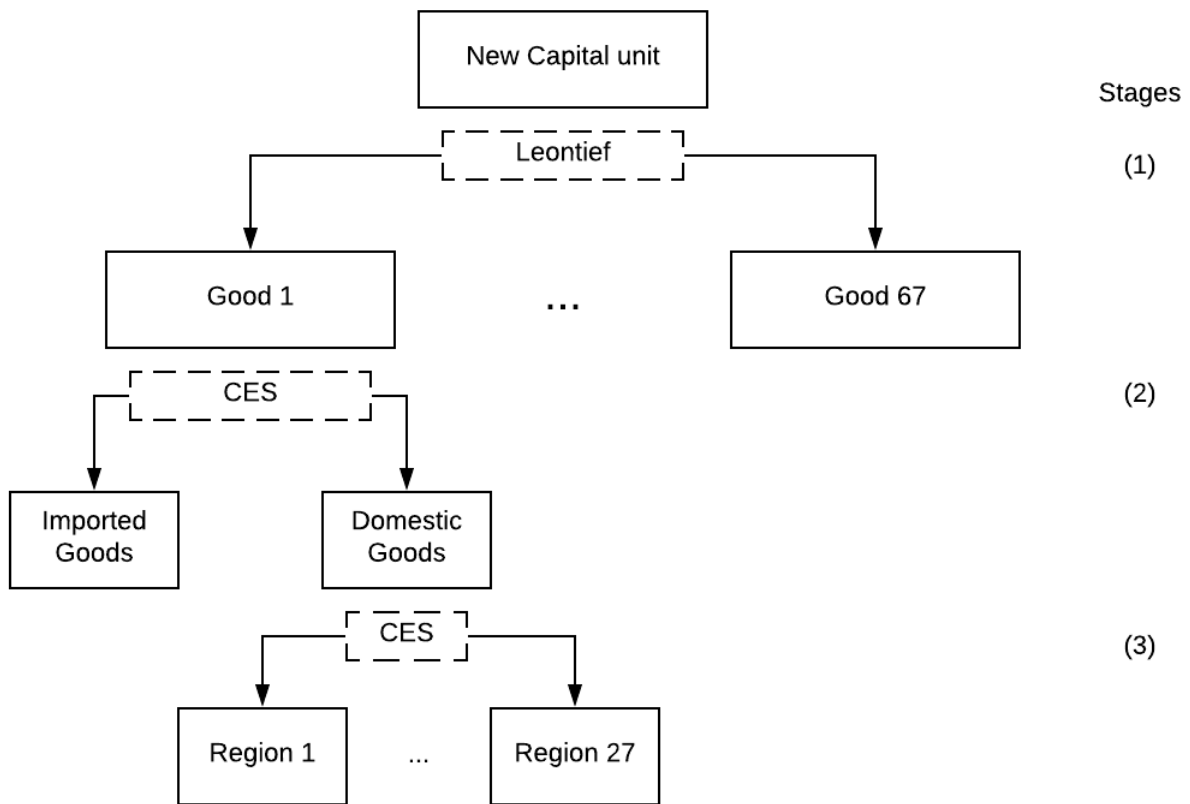 New Capital unit
Stages
Leontief
(1)
Good 1
...
Good 67
CES
(2)
Imported
Goods
Domestic
Goods
CES
(3)
Region 1
...
Region 27